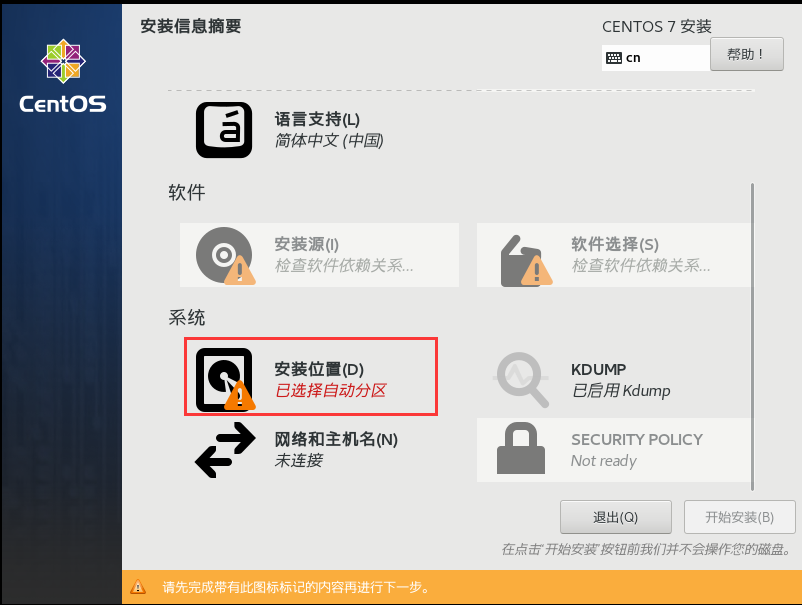 安装信息摘要
CENTOS 7 安装
cn
帮助！
CentOS
语言支持(L)
简体中文 (中国)
软件
安装源(I)
检查软件依赖关系...
软件选择(S)
检查软件依赖关系...
系统
安装位置(D)
已选择自动分区
KDUMP
已启用 Kdump
网络和主机名(N)
未连接
SECURITY POLICY
Not ready
退出(Q)
开始安装(B)
在点击“开始安装”按钮前我们并不会操作您的磁盘。
请先完成带有此图标标记的内容再进行下一步。